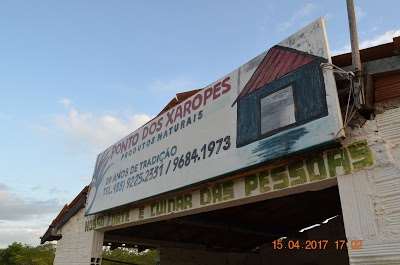 PONTO DOS XAROPES
PRODUTOS NATURAIS
20 ANOS DE TRADIÇÃO
TEL: (85) 9225.2331 / 9684.1973
E CUIDAR DAS PESSOAS
15.04.2017 17:02